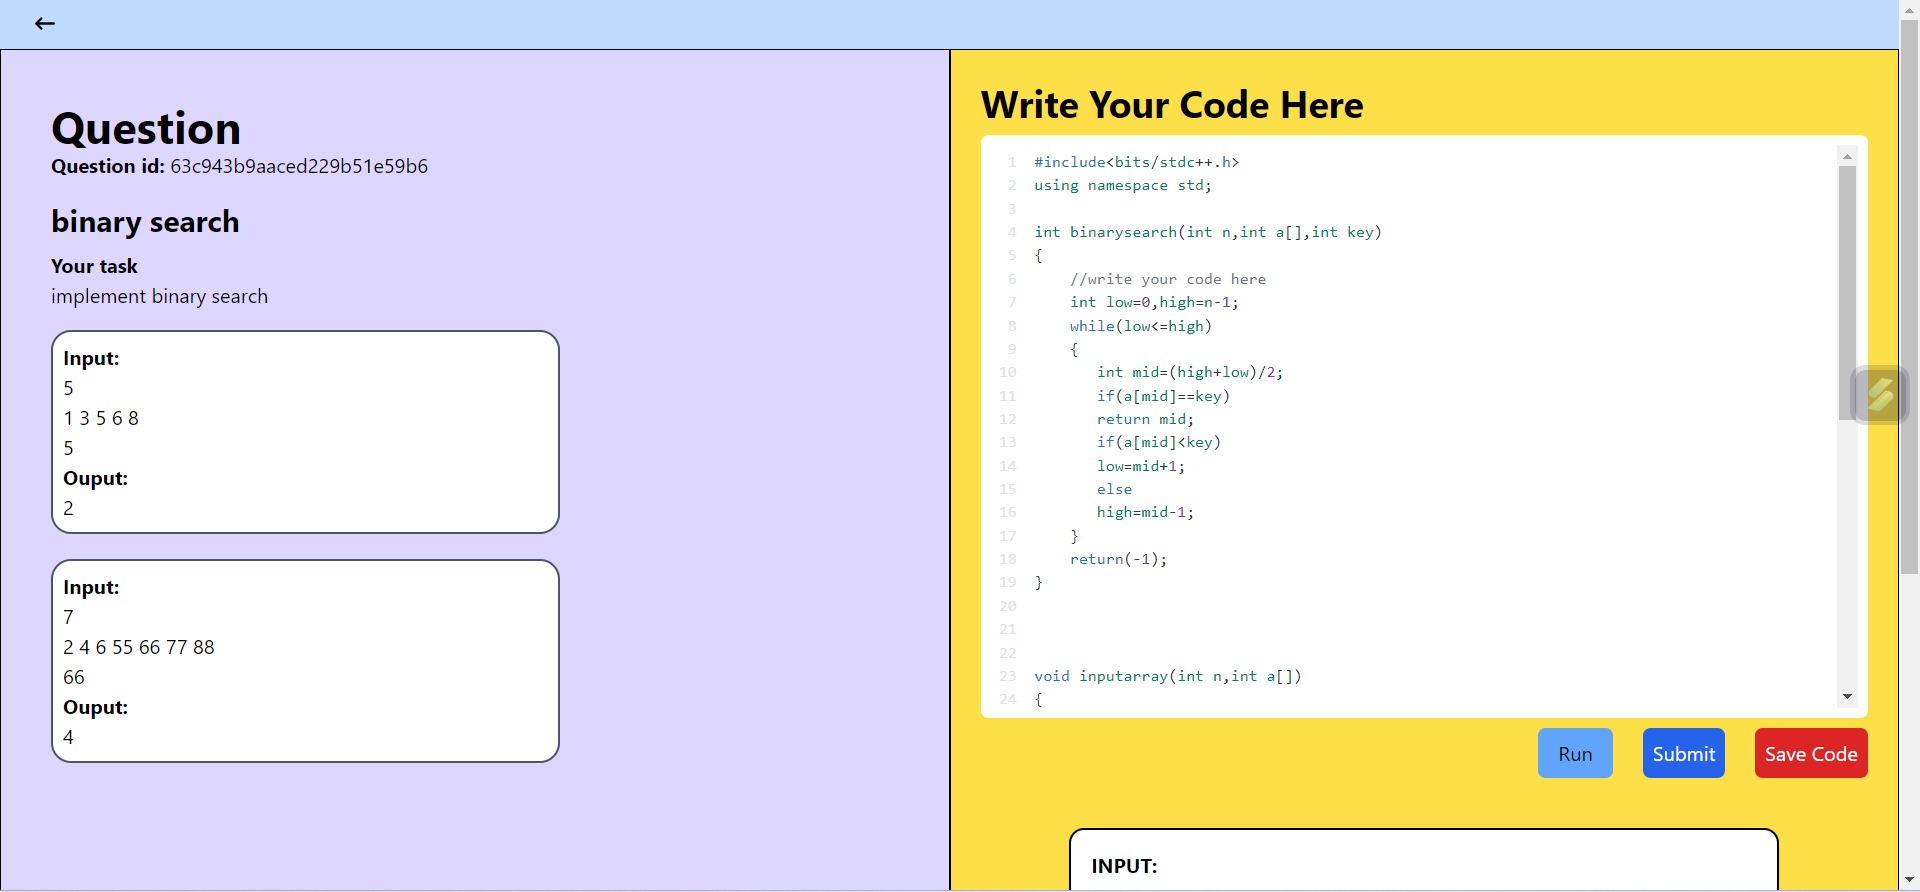 Question
Question id: 63c943b9aaced229b51e59b6
binary search
Your task
implement binary search
Input:
5
1 3 5 6 8
5
Ouput:
2
Input:
7
2 4 6 55 66 77 88
66
Ouput:
4
Write Your Code Here
1 #include<bits/stdc++.h>
2 using namespace std;
3
4 int binarysearch(int n,int a[],int key)
5 {
6 //write your code here
7 int low=0,high=n-1;
8 while(low<=high)
9 {
10 int mid=(high+low)/2;
11 if(a[mid]==key)
12 return mid;
13 if(a[mid]<key)
14 low=mid+1;
15 else
16 high=mid-1;
17 }
18 return(-1);
19 }
20
21
22
23 void inputarray(int n,int a[])
24 {
Run Submit Save Code
INPUT: